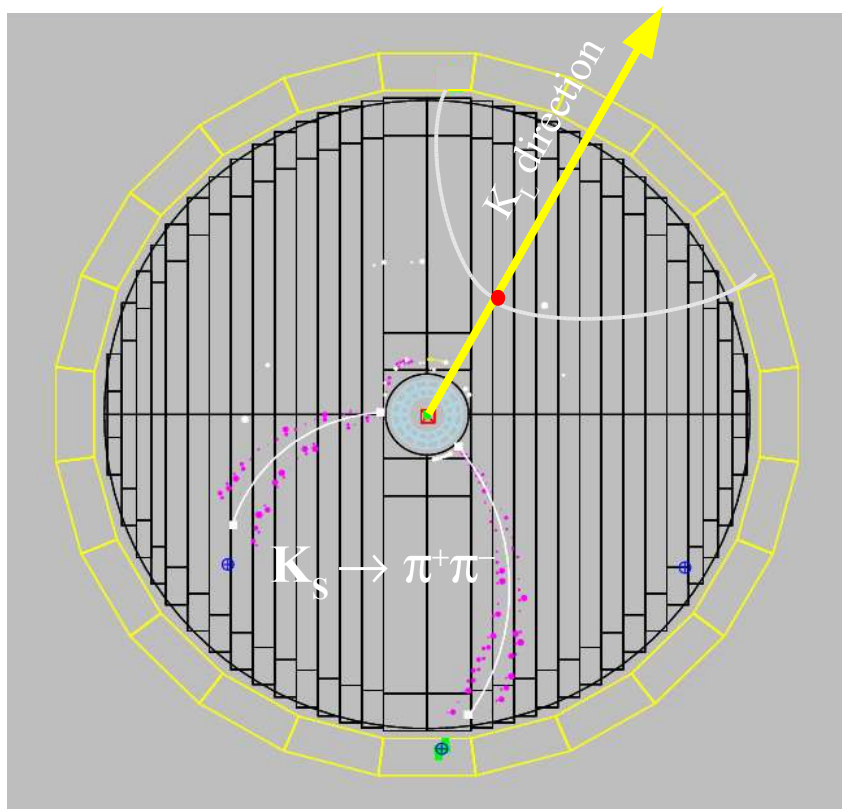 K_L direction
K_S → π⁺π⁻